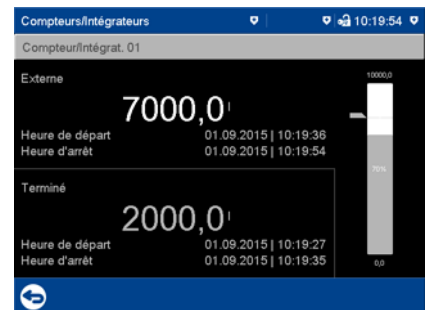 Compteurs/Intégrateurs 10:19:54
Compteur/Intégrat. 01
Externe
10000,0
7000,0 l
Heure de départ 01.09.2015 | 10:19:36
Heure d'arrêt 01.09.2015 | 10:19:54
70%
Terminé
2000,0 l
Heure de départ 01.09.2015 | 10:19:27
Heure d'arrêt 01.09.2015 | 10:19:35
0,0